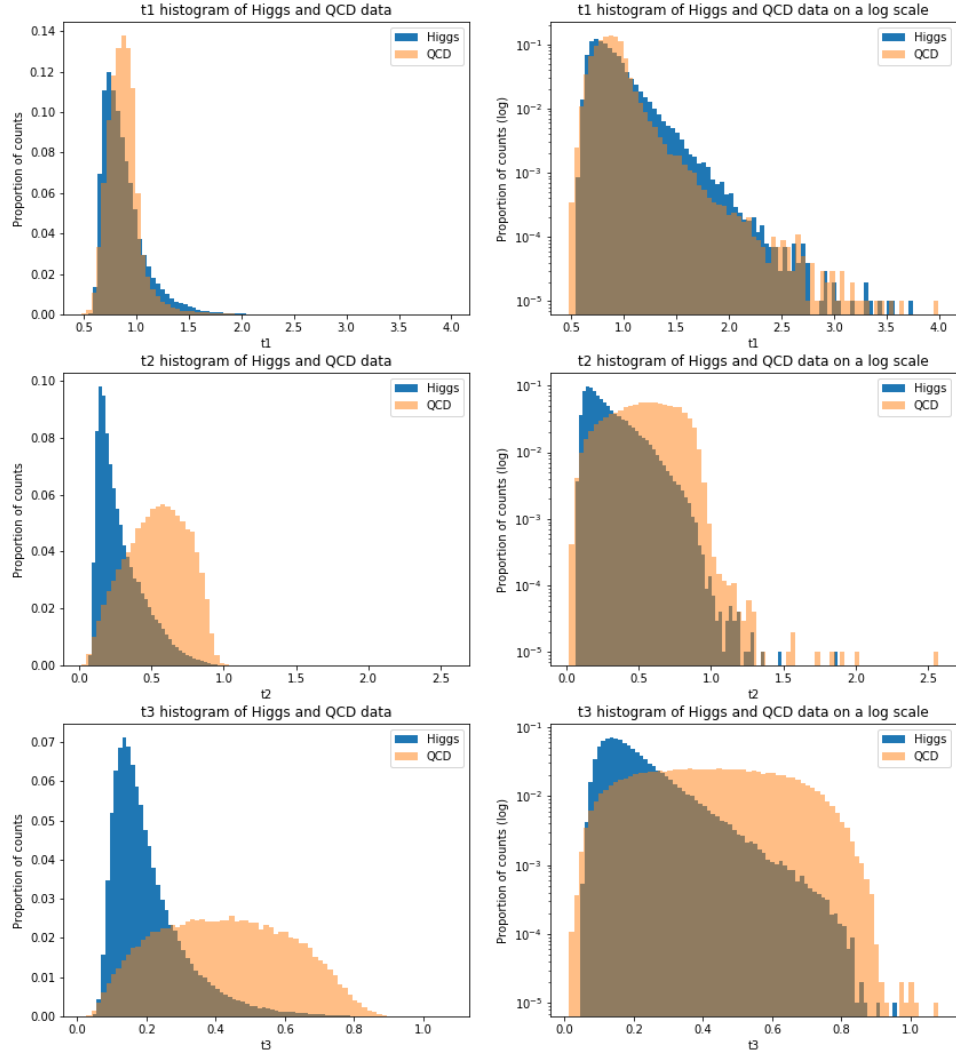 t1 histogram of Higgs and QCD data
0.14
0.12
0.10
0.08
0.06
0.04
0.02
0.00
Proportion of counts
Higgs
QCD
0.5 1.0 1.5 2.0 2.5 3.0 3.5 4.0
t1
t1 histogram of Higgs and QCD data on a log scale
10⁻¹
10⁻²
10⁻³
10⁻⁴
10⁻⁵
Proportion of counts (log)
Higgs
QCD
0.5 1.0 1.5 2.0 2.5 3.0 3.5 4.0
t1
t2 histogram of Higgs and QCD data
0.10
0.08
0.06
0.04
0.02
0.00
Proportion of counts
Higgs
QCD
0.0 0.5 1.0 1.5 2.0 2.5
t2
t2 histogram of Higgs and QCD data on a log scale
10⁻¹
10⁻²
10⁻³
10⁻⁴
10⁻⁵
Proportion of counts (log)
Higgs
QCD
0.0 0.5 1.0 1.5 2.0 2.5
t2
t3 histogram of Higgs and QCD data
0.07
0.06
0.05
0.04
0.03
0.02
0.01
0.00
Proportion of counts
Higgs
QCD
0.0 0.2 0.4 0.6 0.8 1.0
t3
t3 histogram of Higgs and QCD data on a log scale
10⁻¹
10⁻²
10⁻³
10⁻⁴
10⁻⁵
Proportion of counts (log)
Higgs
QCD
0.0 0.2 0.4 0.6 0.8 1.0
t3